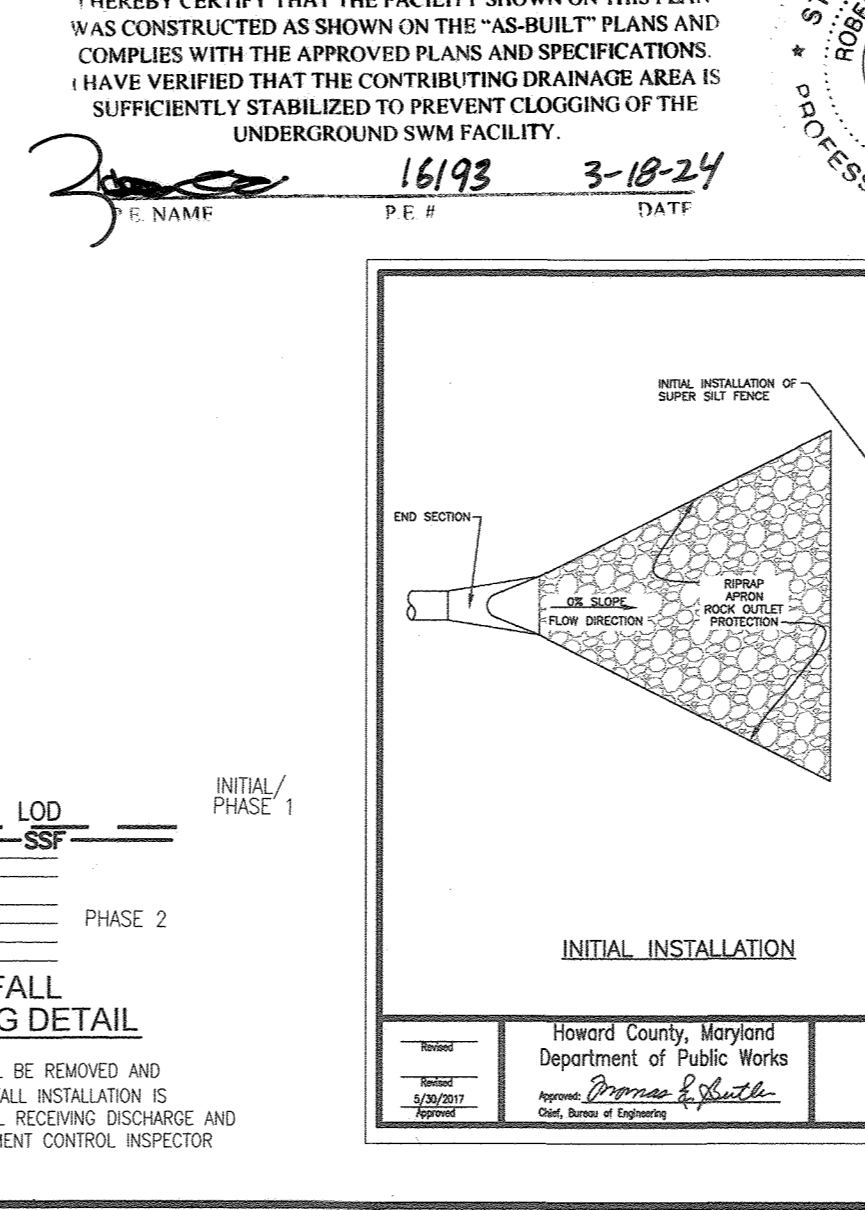 I HEREBY CERTIFY THAT THE FACILITY SHOWN ON THIS PLAN
WAS CONSTRUCTED AS SHOWN ON THE “AS-BUILT” PLANS AND
COMPLIES WITH THE APPROVED PLANS AND SPECIFICATIONS.
I HAVE VERIFIED THAT THE CONTRIBUTING DRAINAGE AREA IS
SUFFICIENTLY STABILIZED TO PREVENT CLOGGING OF THE
UNDERGROUND SWM FACILITY.
16193 3-18-24
P.E. NAME P.E. # DATE
INITIAL INSTALLATION OF
SUPER SILT FENCE
END SECTION
RIPRAP
APRON
ROCK OUTLET
PROTECTION
0% SLOPE
FLOW DIRECTION
INITIAL/
PHASE 1
LOD
SSF
PHASE 2
INITIAL INSTALLATION
FALL
G DETAIL
BE REMOVED AND
ALL INSTALLATION IS
RECEIVING DISCHARGE AND
MENT CONTROL INSPECTOR
Revised
Revised
5/30/2017
Approved
Howard County, Maryland
Department of Public Works
Approved: Thomas E. Butler
Chief, Bureau of Engineering
ROBE
PROFESS